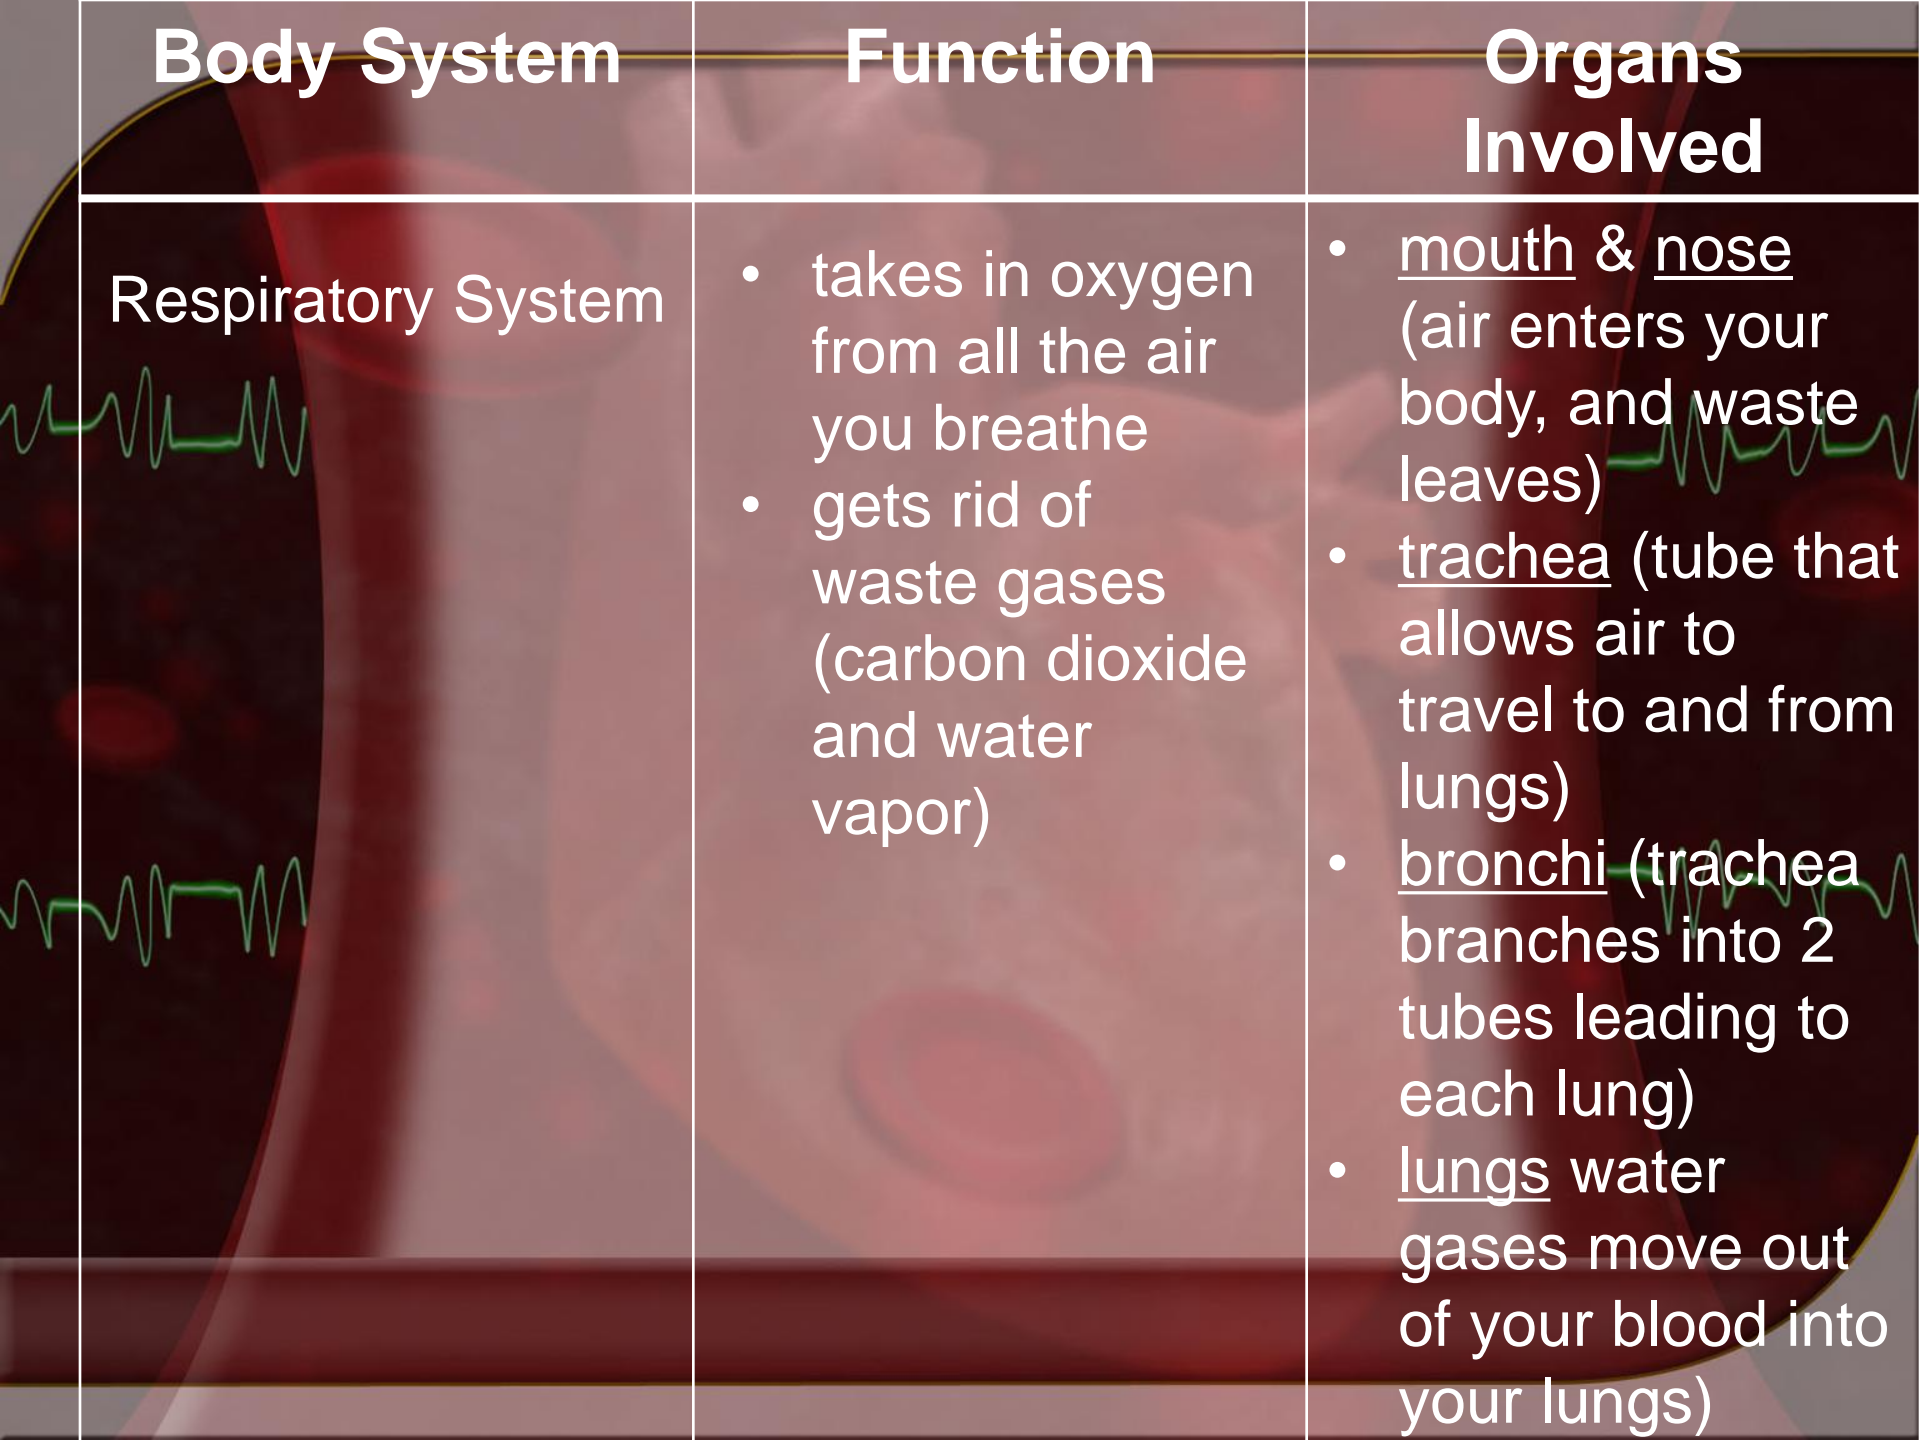 Body System
Function
Organs
Involved
Respiratory System
• takes in oxygen
from all the air
you breathe
• gets rid of
waste gases
(carbon dioxide
and water
vapor)
• mouth & nose
(air enters your
body, and waste
leaves)
• trachea (tube that
allows air to
travel to and from
lungs)
• bronchi (trachea
branches into 2
tubes leading to
each lung)
• lungs water
gases move out
of your blood into
your lungs)